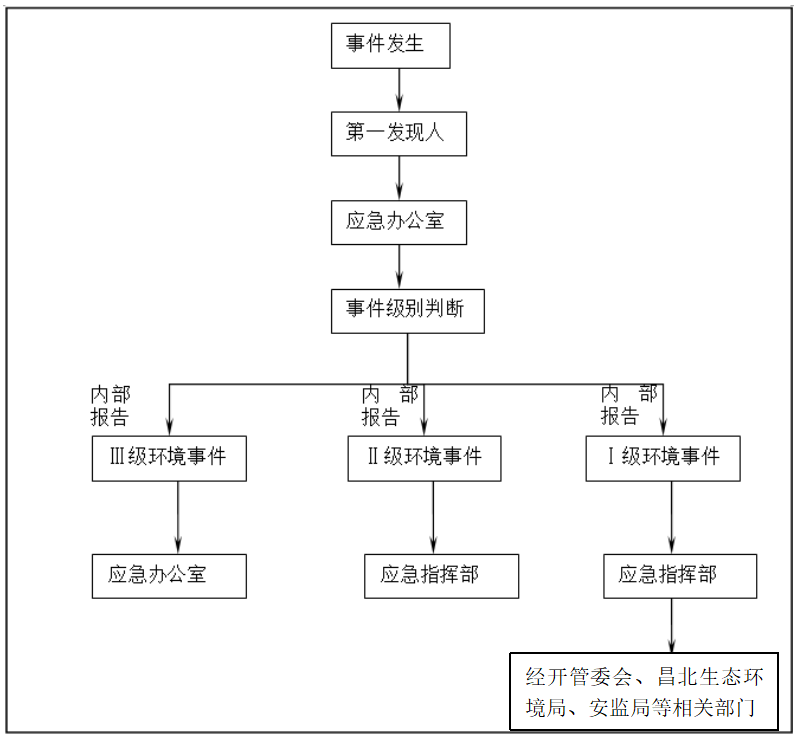 事件发生
第一发现人
应急办公室
事件级别判断
内部
报告
内部
报告
内部
报告
Ⅲ级环境事件
Ⅱ级环境事件
Ⅰ级环境事件
应急办公室
应急指挥部
应急指挥部
经开管委会、昌北生态环
境局、安监局等相关部门